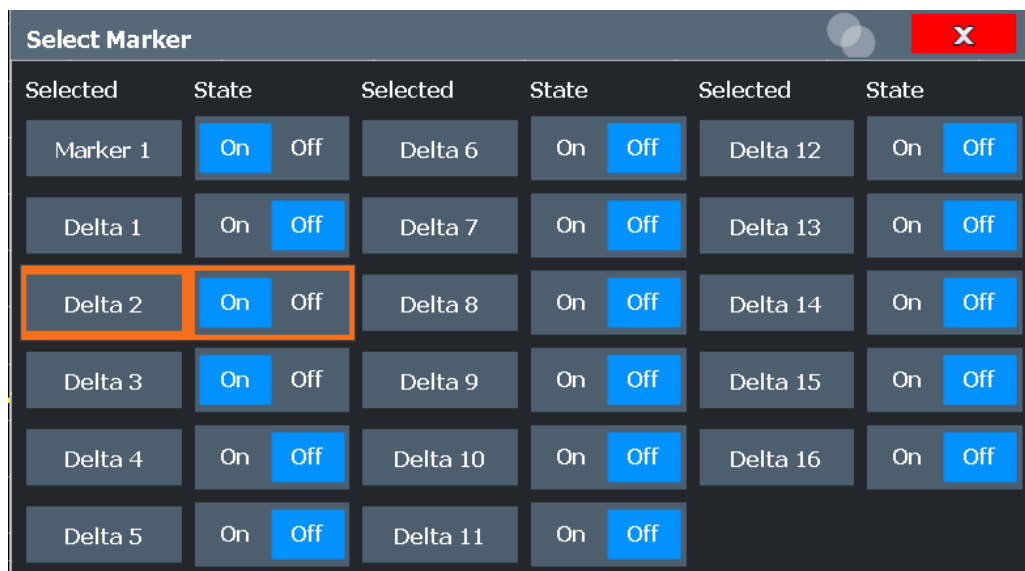 Select Marker X
Selected State Selected State Selected State
Marker 1 On Off Delta 6 On Off Delta 12 On Off
Delta 1 On Off Delta 7 On Off Delta 13 On Off
Delta 2 On Off Delta 8 On Off Delta 14 On Off
Delta 3 On Off Delta 9 On Off Delta 15 On Off
Delta 4 On Off Delta 10 On Off Delta 16 On Off
Delta 5 On Off Delta 11 On Off